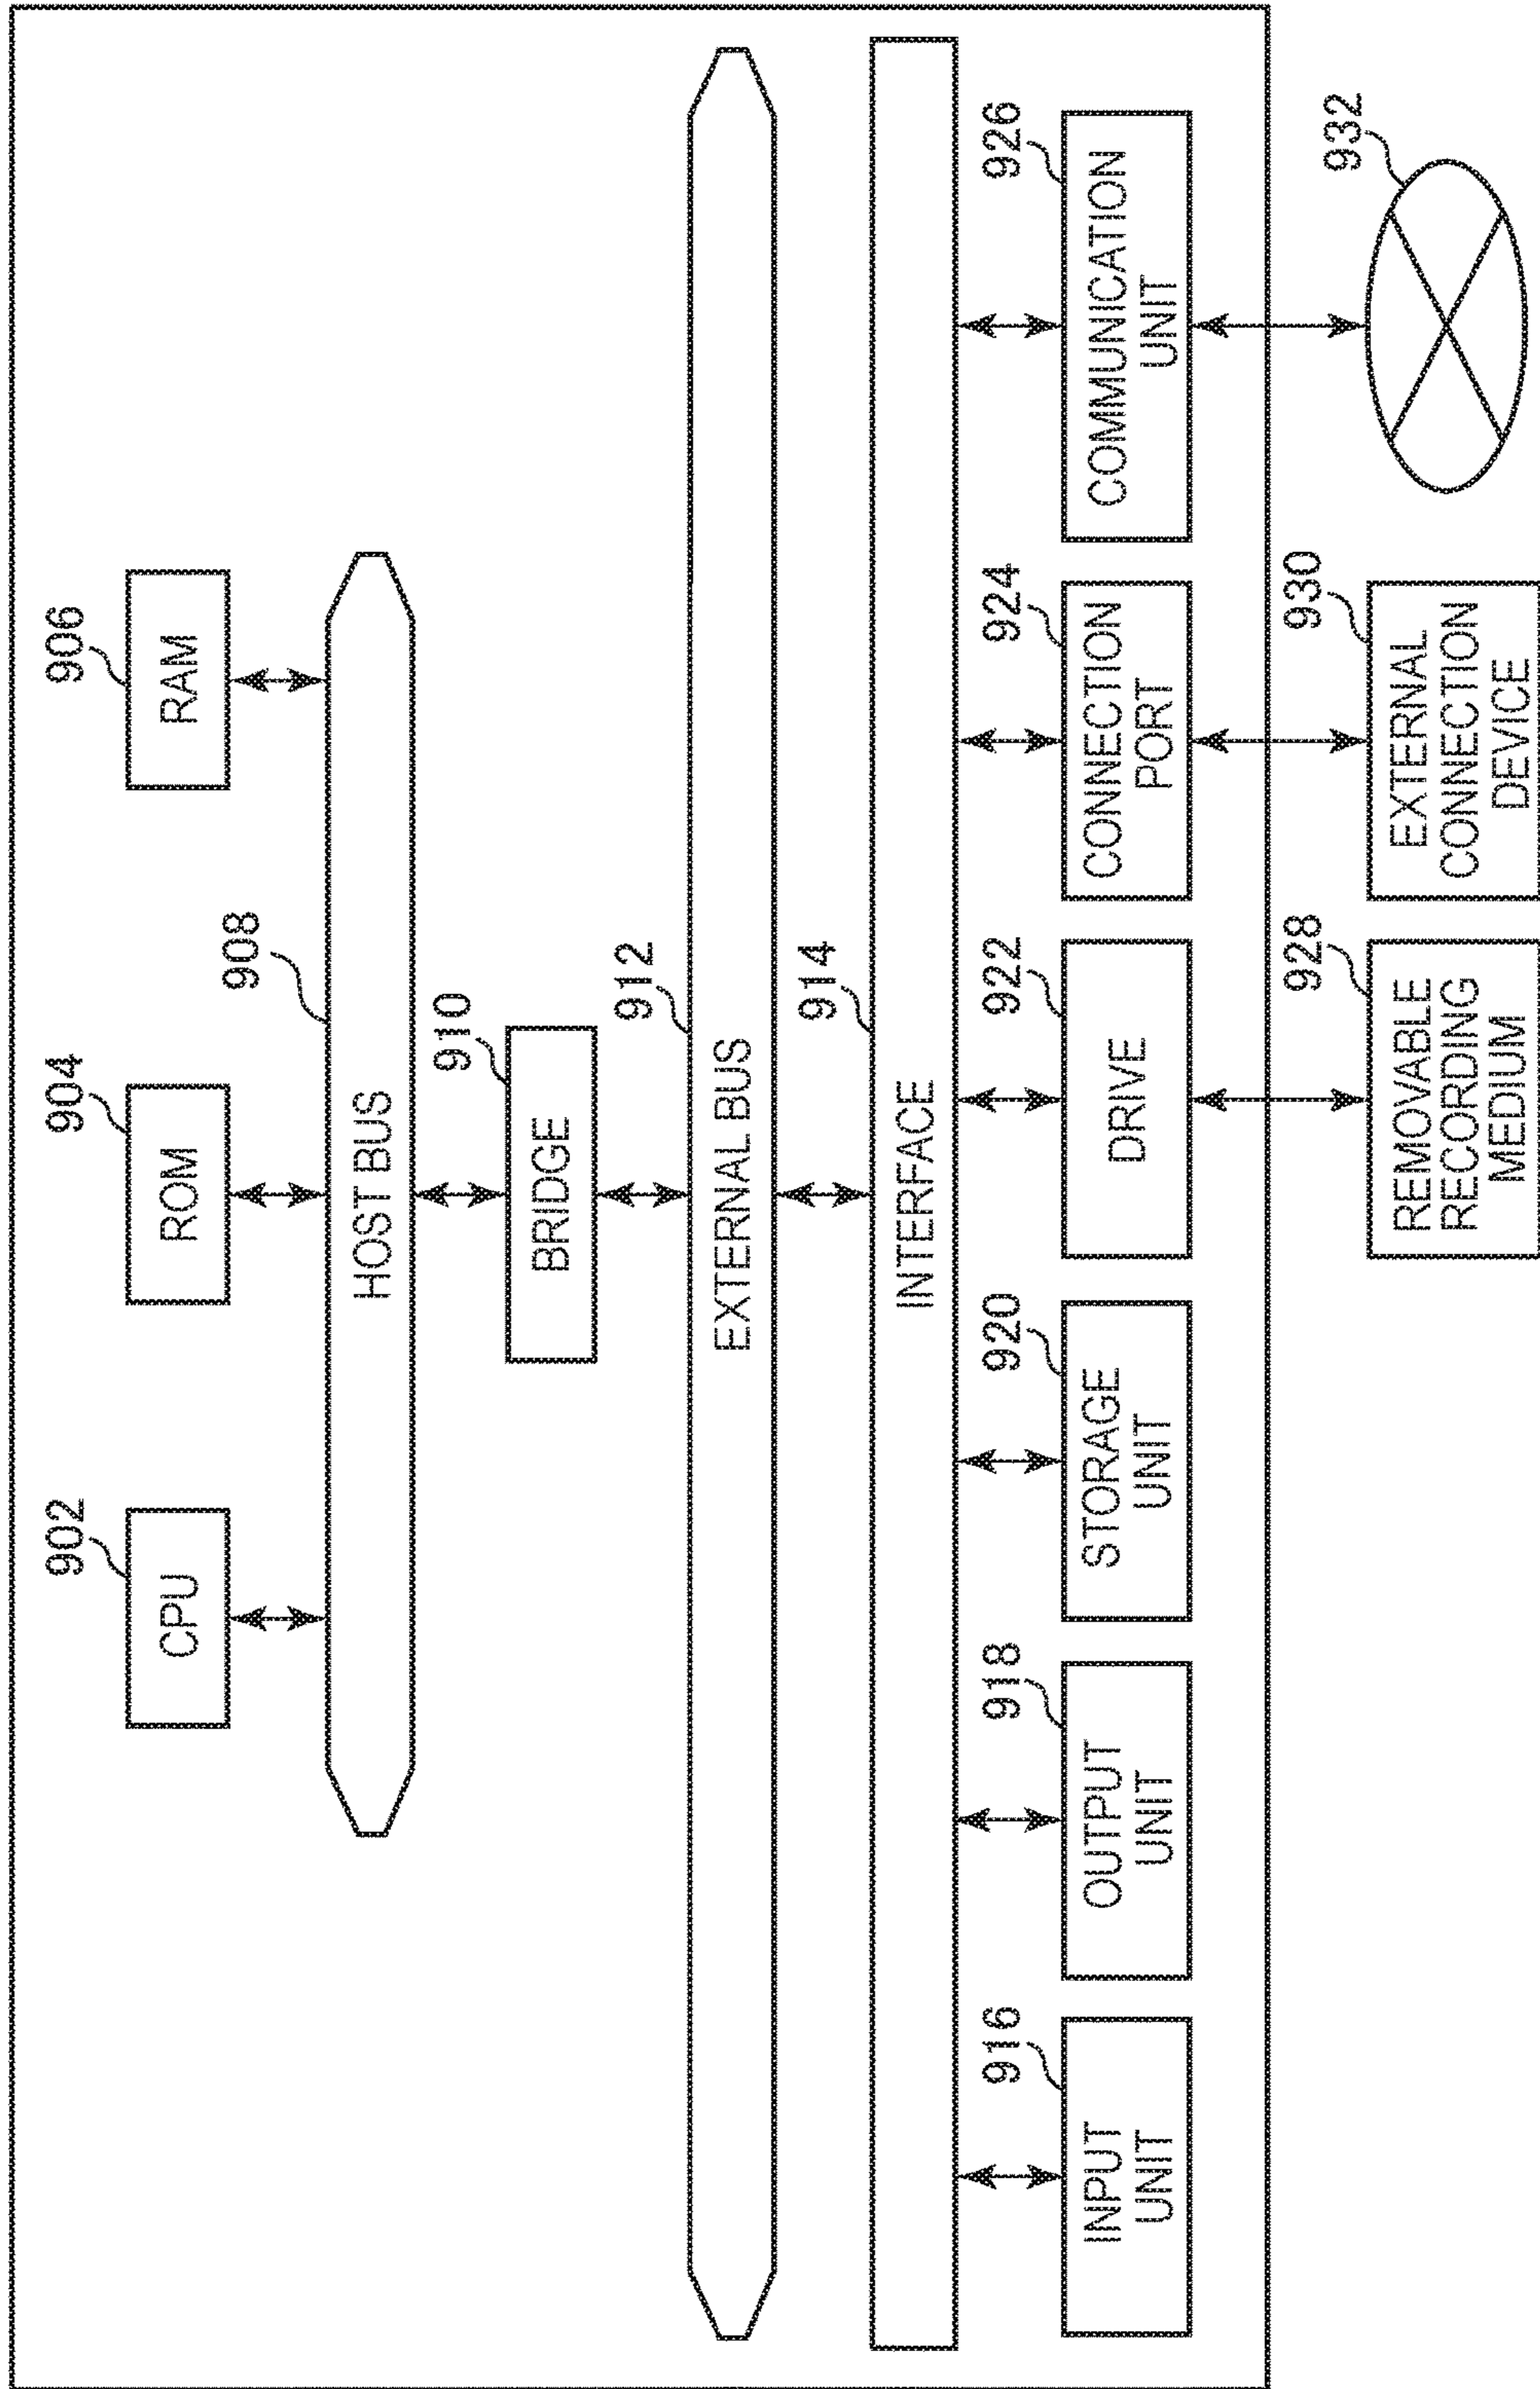 902
CPU
904
ROM
906
RAM
908
HOST BUS
910
BRIDGE
912
EXTERNAL BUS
914
INTERFACE
916
INPUT
UNIT
918
OUTPUT
UNIT
920
STORAGE
UNIT
922
DRIVE
924
CONNECTION
PORT
926
COMMUNICATION
UNIT
928
REMOVABLE
RECORDING
MEDIUM
930
EXTERNAL
CONNECTION
DEVICE
932